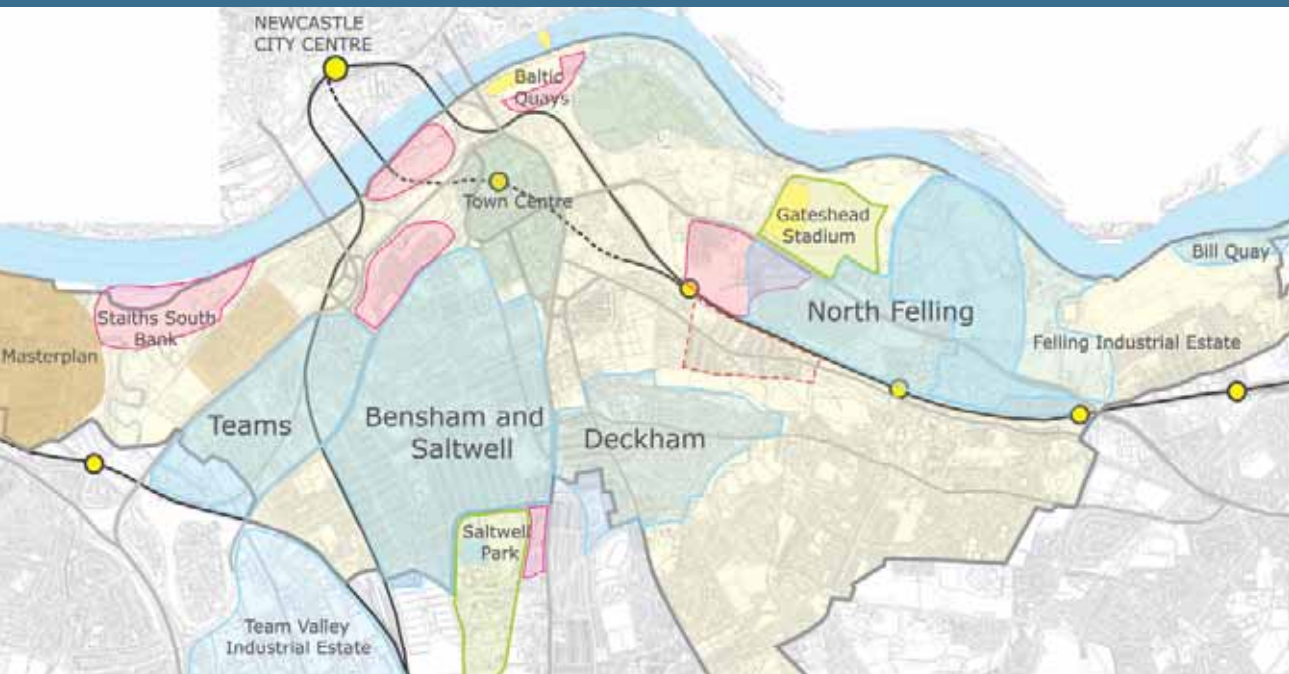 NEWCASTLE
CITY CENTRE
Baltic
Quays
Town Centre
Gateshead
Stadium
Bill Quay
North Felling
Staiths South
Bank
Felling Industrial Estate
Masterplan
Teams
Bensham and
Saltwell
Deckham
Saltwell
Park
Team Valley
Industrial Estate